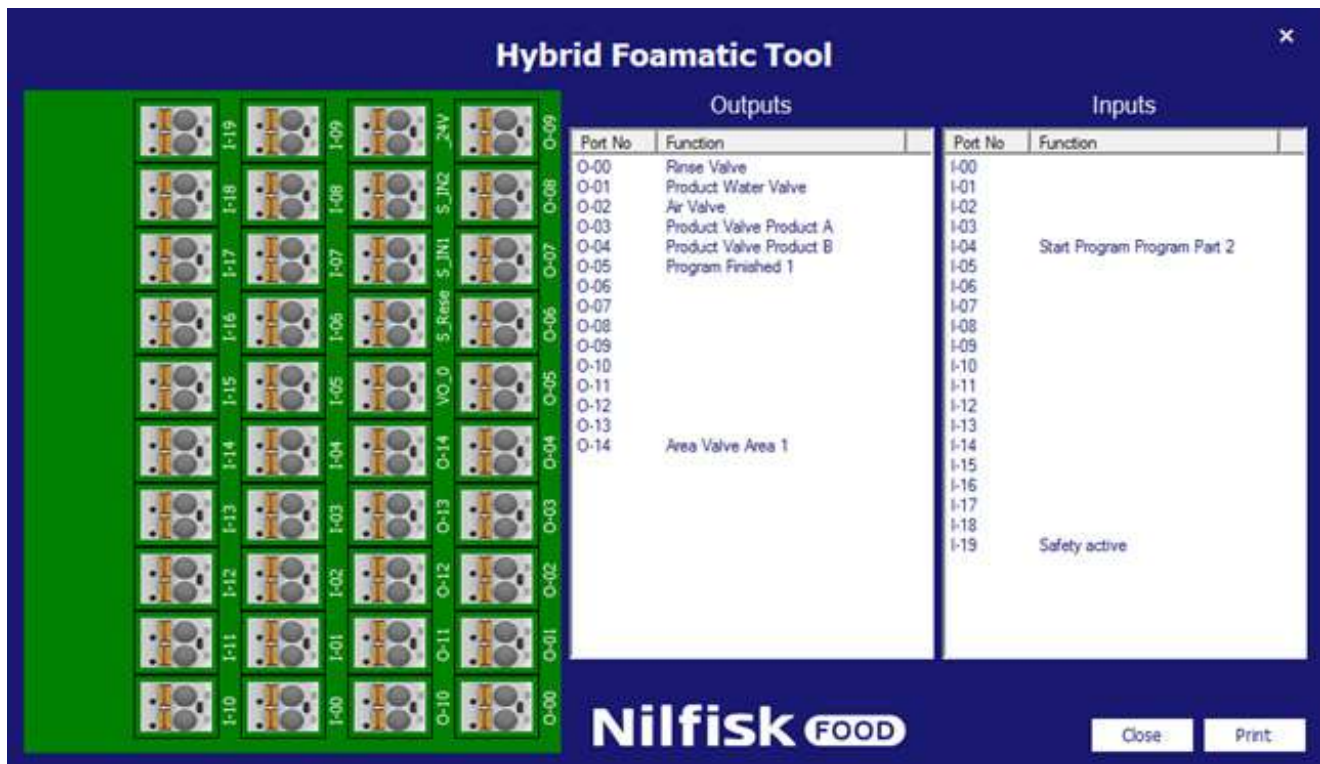 Hybrid Foamatic Tool
×
I-19 I-09 _24V O-09
I-18 I-08 S_IN2 O-08
I-17 I-07 S_IN1 O-07
I-16 I-06 S_Rese O-06
I-15 I-05 VO_0 O-05
I-14 I-04 O-14 O-04
I-13 I-03 O-13 O-03
I-12 I-02 O-12 O-02
I-11 I-01 O-11 O-01
I-10 I-00 O-10 O-00
Outputs
Port No Function
O-00 Rinse Valve
O-01 Product Water Valve
O-02 Air Valve
O-03 Product Valve Product A
O-04 Product Valve Product B
O-05 Program Finished 1
O-06
O-07
O-08
O-09
O-10
O-11
O-12
O-13
O-14 Area Valve Area 1
Inputs
Port No Function
I-00
I-01
I-02
I-03
I-04 Start Program Program Part 2
I-05
I-06
I-07
I-08
I-09
I-10
I-11
I-12
I-13
I-14
I-15
I-16
I-17
I-18
I-19 Safety active
Nilfisk FOOD
Close Print